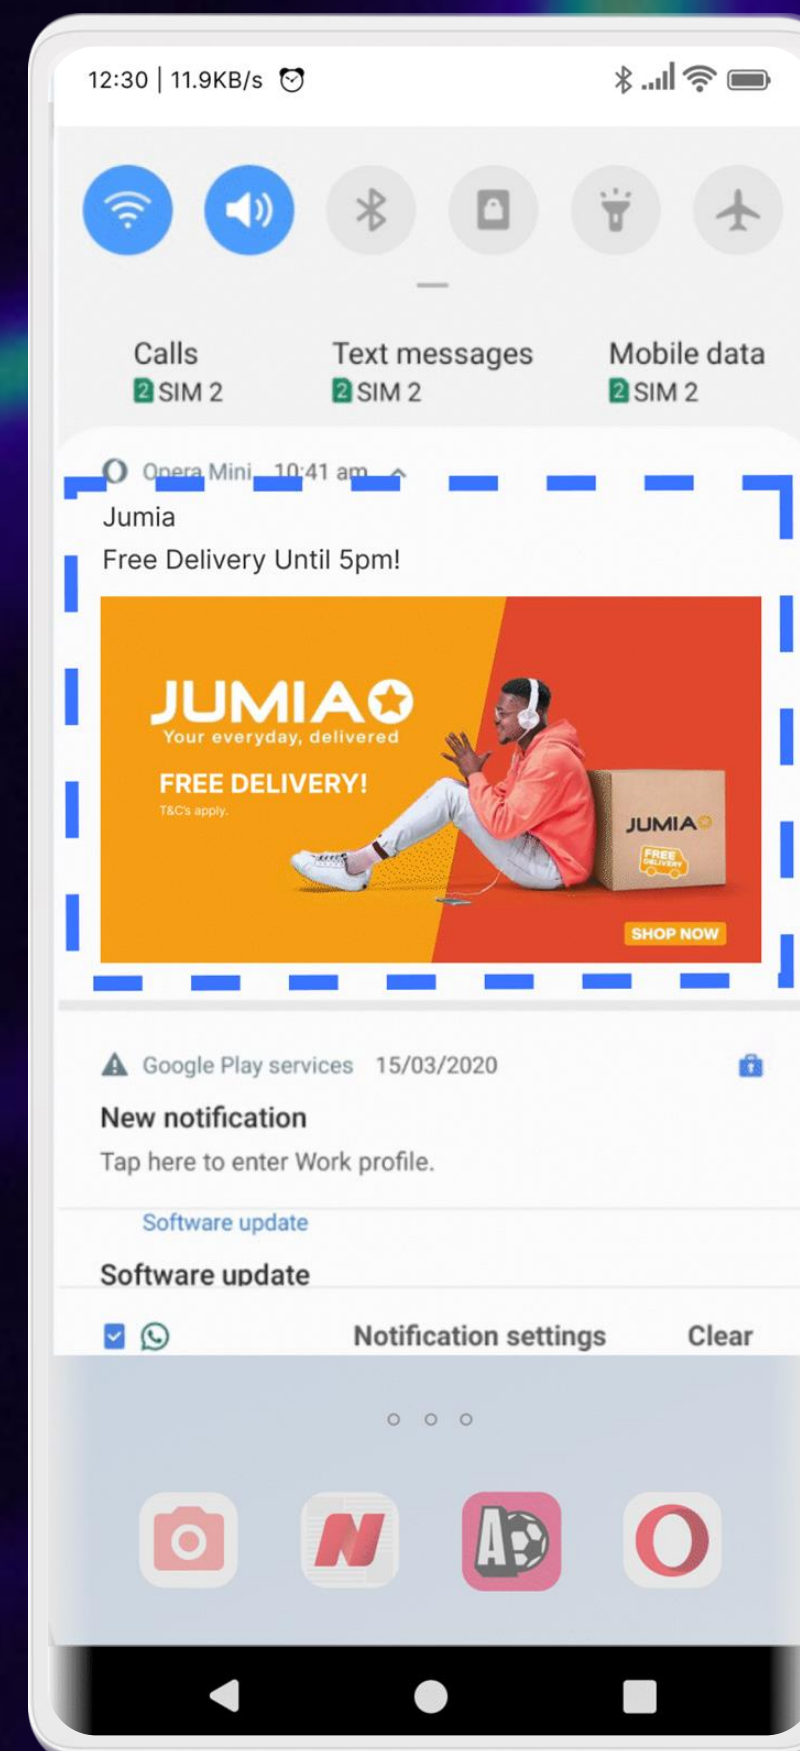 12:30 | 11.9KB/s
Calls Text messages Mobile data
2 SIM 2 2 SIM 2 2 SIM 2
Opera Mini 10:41 am
Jumia
Free Delivery Until 5pm!
JUMIA
Your everyday, delivered
FREE DELIVERY!
T&C's apply.
JUMIA
FREE
DELIVERY
SHOP NOW
Google Play services 15/03/2020
New notification
Tap here to enter Work profile.
Software update
Software update
Notification settings Clear